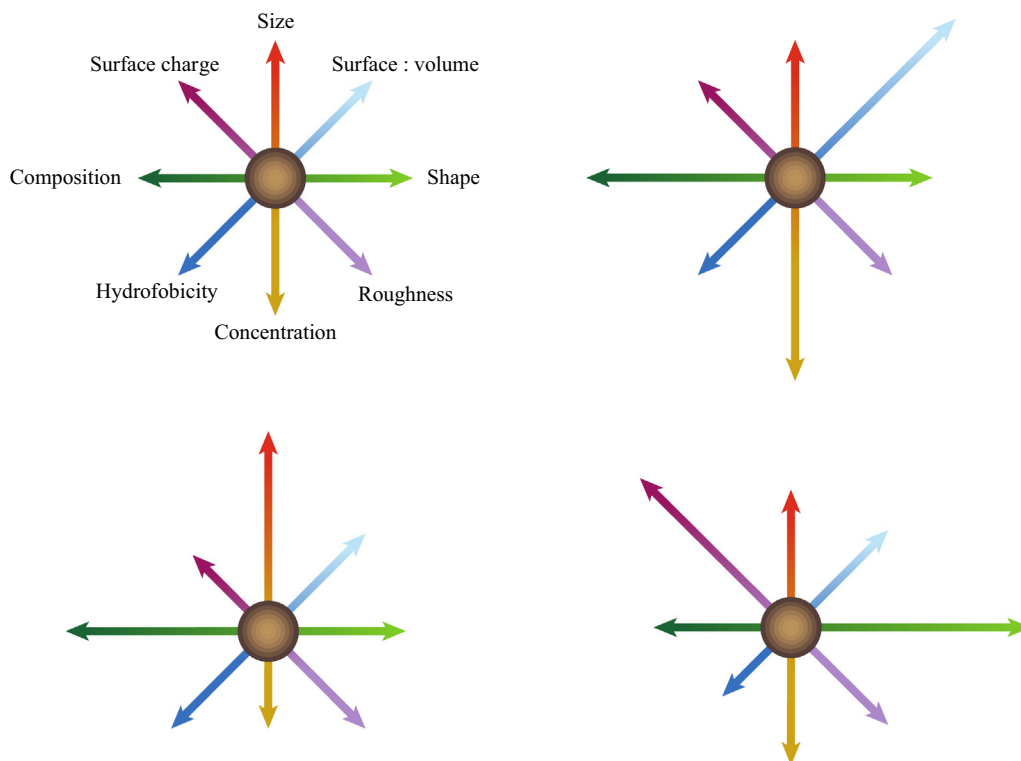 Size
Surface charge
Surface : volume
Composition
Shape
Hydrofobicity
Roughness
Concentration